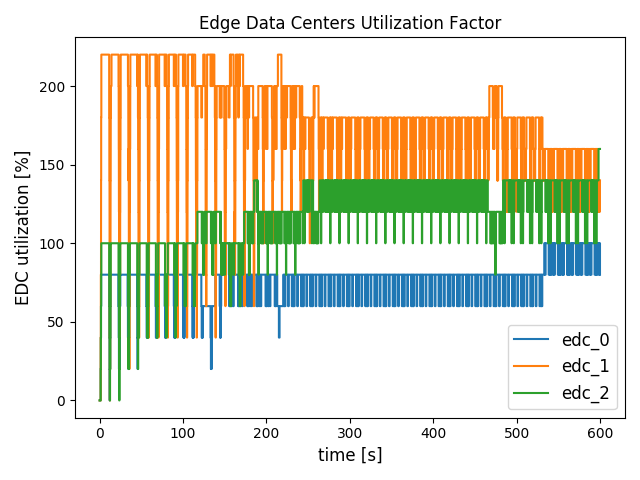 Edge Data Centers Utilization Factor
EDC utilization [%]
200
150
100
50
0
0 100 200 300 400 500 600
time [s]
edc_0
edc_1
edc_2